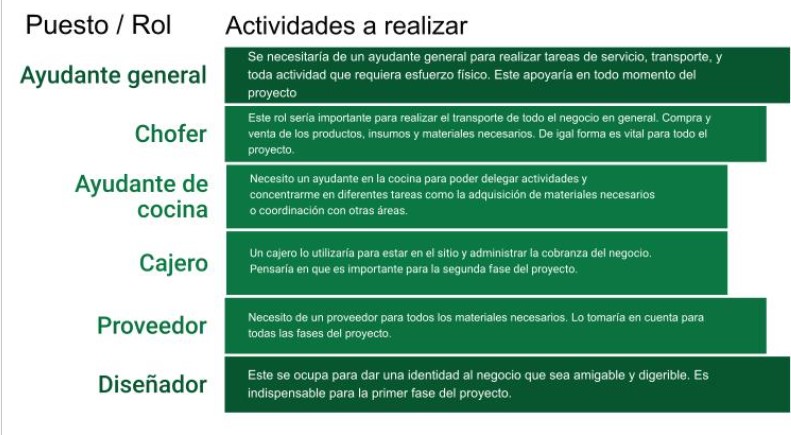 Puesto / Rol
Actividades a realizar
Ayudante general
Se necesitaría de un ayudante general para realizar tareas de servicio, transporte, y
toda actividad que requiera esfuerzo físico. Este apoyaría en todo momento del
proyecto
Chofer
Este rol sería importante para realizar el transporte de todo el negocio en general. Compra y
venta de los productos, insumos y materiales necesarios. De igual forma es vital para todo el
proyecto.
Ayudante de
cocina
Necesito un ayudante en la cocina para poder delegar actividades y
concentrarme en diferentes tareas como la adquisición de materiales necesarios
o coordinación con otras áreas.
Cajero
Un cajero lo utilizaría para estar en el sitio y administrar la cobranza del negocio.
Pensaría en que es importante para la segunda fase del proyecto.
Proveedor
Necesito de un proveedor para todos los materiales necesarios. Lo tomaría en cuenta para
todas las fases del proyecto.
Diseñador
Este se ocupa para dar una identidad al negocio que sea amigable y digerible. Es
indispensable para la primer fase del proyecto.